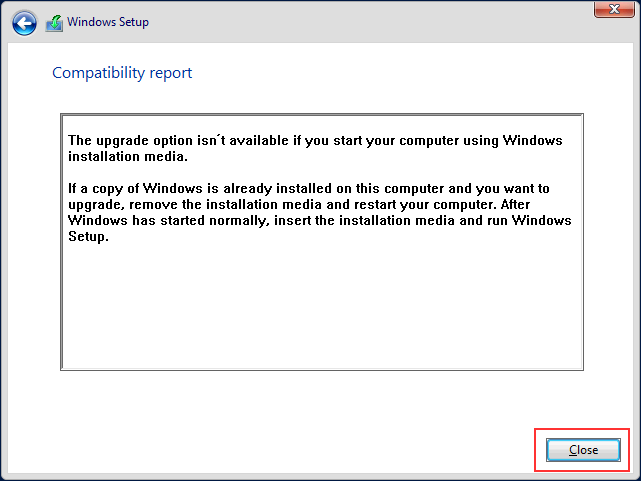 Windows Setup
Compatibility report
The upgrade option isn´t available if you start your computer using Windows
installation media.
If a copy of Windows is already installed on this computer and you want to
upgrade, remove the installation media and restart your computer. After
Windows has started normally, insert the installation media and run Windows
Setup.
Close